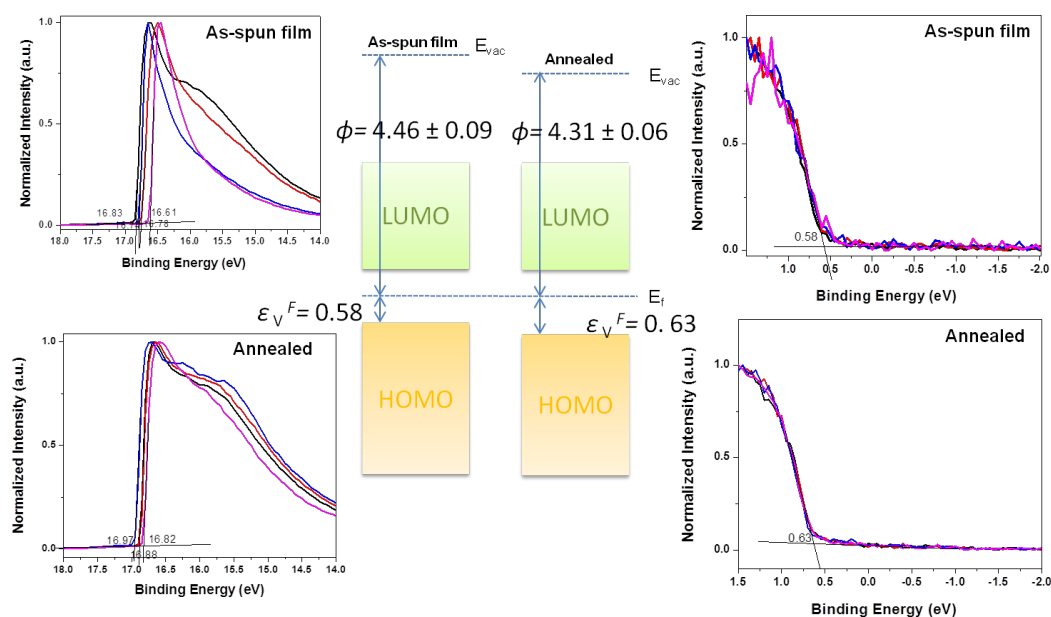 As-spun film
Normalized Intensity (a.u.)
1.0
0.5
0.0
16.83
16.61
16.78
18.0 17.5 17.0 16.5 16.0 15.5 15.0 14.5 14.0
Binding Energy (eV)
As-spun film
E_vac
Annealed
E_vac
ϕ= 4.46 ± 0.09
ϕ= 4.31 ± 0.06
LUMO
LUMO
E_f
ε_V^F= 0.58
ε_V^F= 0. 63
HOMO
HOMO
As-spun film
Normalized Intensity (a.u.)
1.0
0.5
0.0
0.58
1.0 0.5 0.0 -0.5 -1.0 -1.5 -2.0
Binding Energy (eV)
Annealed
Normalized Intensity (a.u.)
1.0
0.5
0.0
16.97
16.82
16.88
18.0 17.5 17.0 16.5 16.0 15.5 15.0 14.5 14.0
Binding Energy (eV)
Annealed
Normalized Intensity (a.u.)
1.0
0.5
0.0
0.63
1.5 1.0 0.5 0.0 -0.5 -1.0 -1.5 -2.0
Binding Energy (eV)